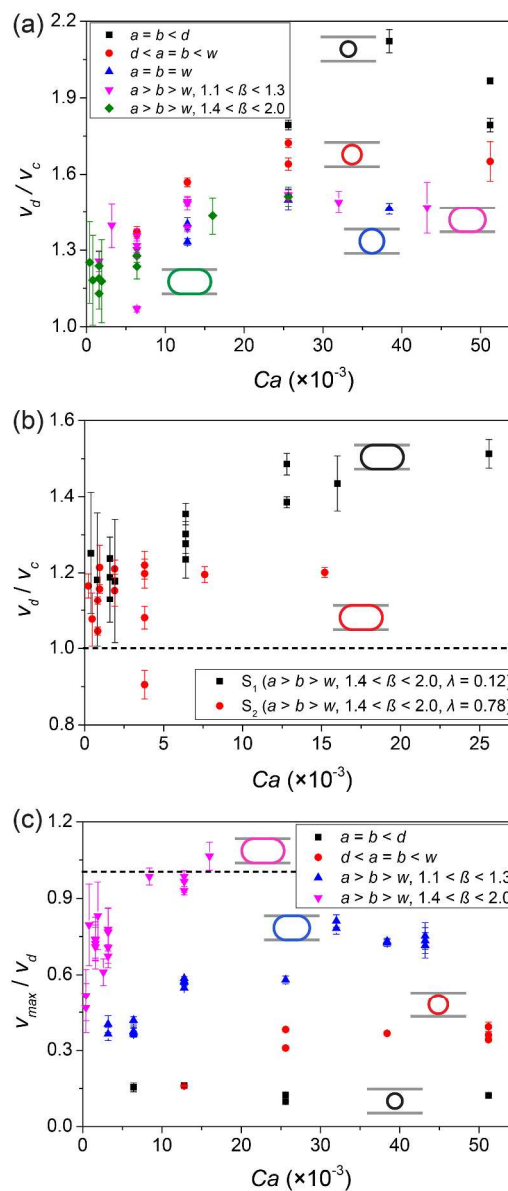 (a)
a = b < d
d < a = b < w
a = b = w
a > b > w, 1.1 < ß < 1.3
a > b > w, 1.4 < ß < 2.0
2.2
1.9
1.6
1.3
1.0
v_d / v_c
0 10 20 30 40 50
Ca (×10⁻³)
(b)
1.6
1.4
1.2
1.0
0.8
v_d / v_c
S₁ (a > b > w, 1.4 < ß < 2.0, λ = 0.12)
S₂ (a > b > w, 1.4 < ß < 2.0, λ = 0.78)
0 5 10 15 20 25
Ca (×10⁻³)
(c)
1.2
0.9
0.6
0.3
0.0
v_max / v_d
a = b < d
d < a = b < w
a > b > w, 1.1 < ß < 1.3
a > b > w, 1.4 < ß < 2.0
0 10 20 30 40 50
Ca (×10⁻³)